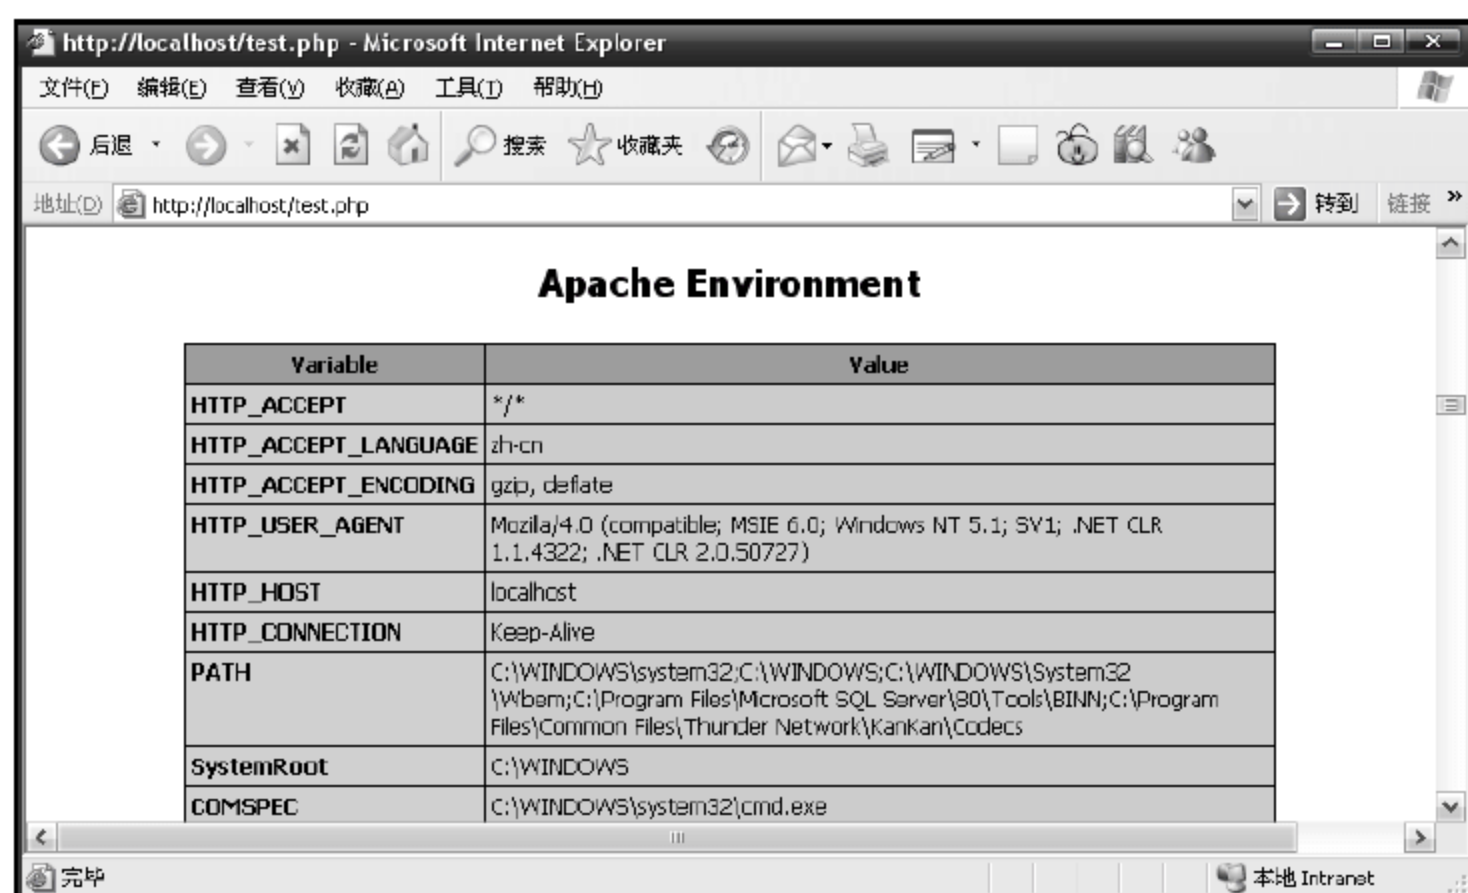 http://localhost/test.php - Microsoft Internet Explorer
文件(F) 编辑(E) 查看(V) 收藏(A) 工具(T) 帮助(H)
后退 搜索 收藏夹
地址(D) http://localhost/test.php 转到 链接 »
Apache Environment
Variable Value
HTTP_ACCEPT */*
HTTP_ACCEPT_LANGUAGE zh-cn
HTTP_ACCEPT_ENCODING gzip, deflate
HTTP_USER_AGENT Mozilla/4.0 (compatible; MSIE 6.0; Windows NT 5.1; SV1; .NET CLR
1.1.4322; .NET CLR 2.0.50727)
HTTP_HOST localhost
HTTP_CONNECTION Keep-Alive
PATH C:\WINDOWS\system32;C:\WINDOWS;C:\WINDOWS\System32
\Wbem;C:\Program Files\Microsoft SQL Server\80\Tools\BINN;C:\Program
Files\Common Files\Thunder Network\KanKan\Codecs
SystemRoot C:\WINDOWS
COMSPEC C:\WINDOWS\system32\cmd.exe
完毕 本地 Intranet